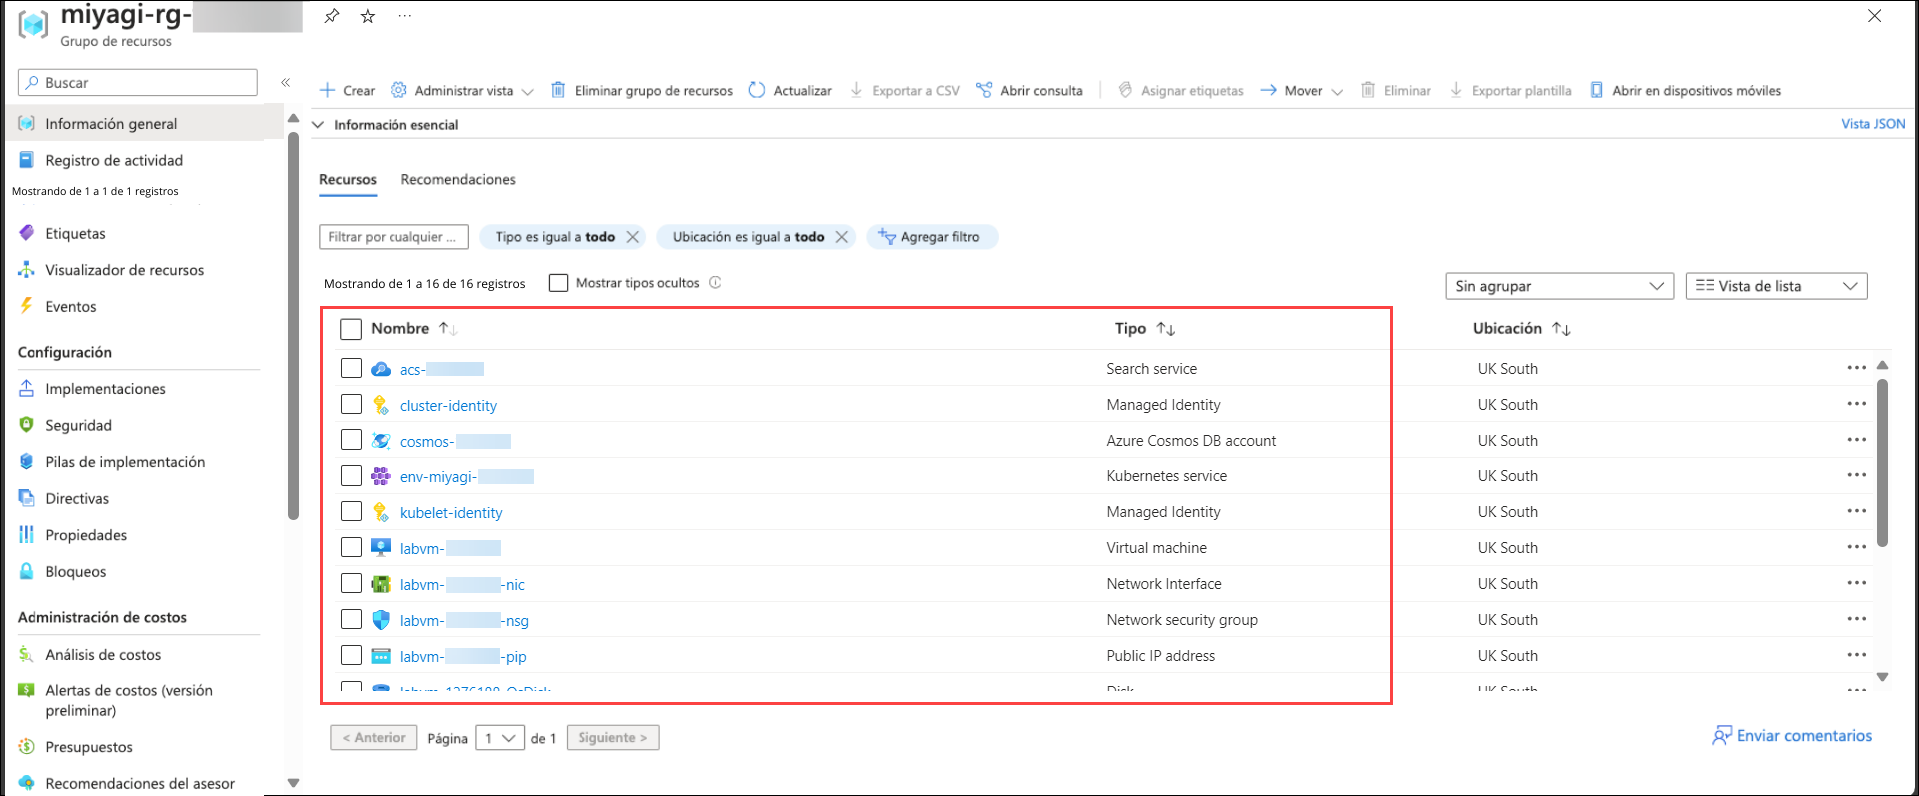 miyagi-rg-
Grupo de recursos
Buscar
Información general
Registro de actividad
Mostrando de 1 a 1 de 1 registros
Etiquetas
Visualizador de recursos
Eventos
Configuración
Implementaciones
Seguridad
Pilas de implementación
Directivas
Propiedades
Bloqueos
Administración de costos
Análisis de costos
Alertas de costos (versión
preliminar)
Presupuestos
Recomendaciones del asesor
Crear Administrar vista Eliminar grupo de recursos Actualizar Exportar a CSV Abrir consulta Asignar etiquetas Mover Eliminar Exportar plantilla Abrir en dispositivos móviles
Información esencial Vista JSON
Recursos Recomendaciones
Filtrar por cualquier ... Tipo es igual a todo Ubicación es igual a todo Agregar filtro
Mostrando de 1 a 16 de 16 registros Mostrar tipos ocultos Sin agrupar Vista de lista
Nombre Tipo Ubicación
acs- Search service UK South
cluster-identity Managed Identity UK South
cosmos- Azure Cosmos DB account UK South
env-miyagi- Kubernetes service UK South
kubelet-identity Managed Identity UK South
labvm- Virtual machine UK South
labvm- -nic Network Interface UK South
labvm- -nsg Network security group UK South
labvm- -pip Public IP address UK South
Disk UK South
< Anterior Página 1 de 1 Siguiente >
Enviar comentarios